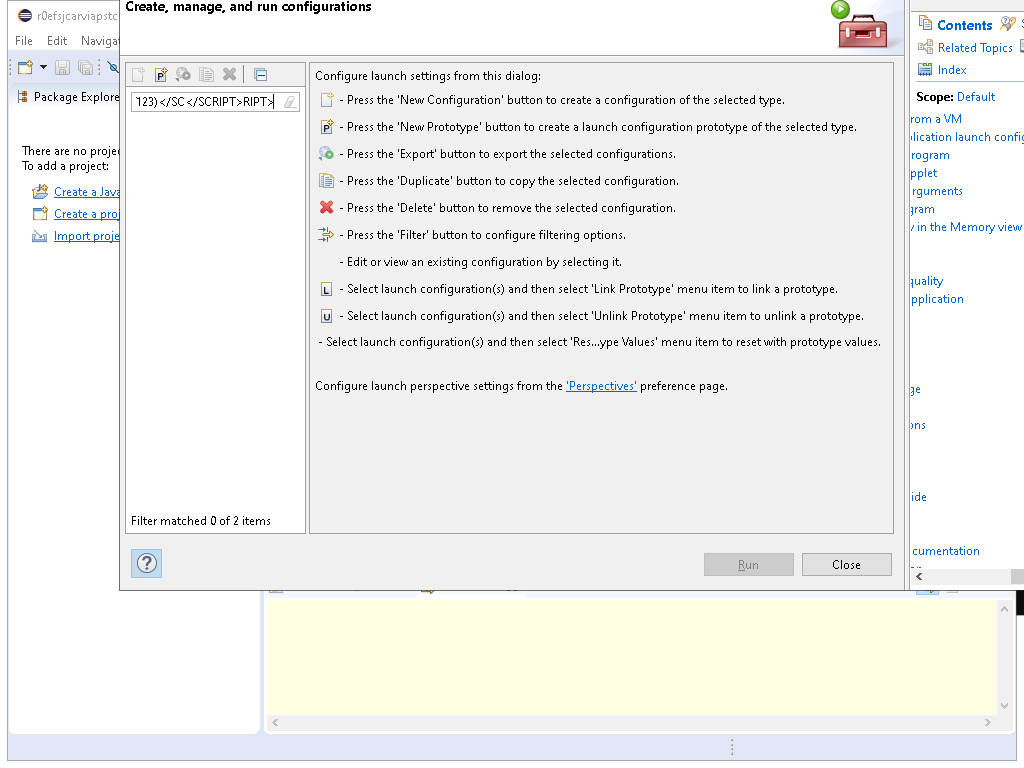 r0efsjcarviapstc
File Edit Naviga
Package Explore
There are no proje
To add a project:
Create a Java
Create a proj
Import proje
Create, manage, and run configurations
123)</SC</SCRIPT>RIPT>
Filter matched 0 of 2 items
Configure launch settings from this dialog:
- Press the 'New Configuration' button to create a configuration of the selected type.
- Press the 'New Prototype' button to create a launch configuration prototype of the selected type.
- Press the 'Export' button to export the selected configurations.
- Press the 'Duplicate' button to copy the selected configuration.
- Press the 'Delete' button to remove the selected configuration.
- Press the 'Filter' button to configure filtering options.
- Edit or view an existing configuration by selecting it.
- Select launch configuration(s) and then select 'Link Prototype' menu item to link a prototype.
- Select launch configuration(s) and then select 'Unlink Prototype' menu item to unlink a prototype.
- Select launch configuration(s) and then select 'Res...ype Values' menu item to reset with prototype values.
Configure launch perspective settings from the 'Perspectives' preference page.
Run
Close
Contents
Related Topics
Index
Scope: Default
rom a VM
lication launch config
rogram
pplet
rguments
gram
y in the Memory view
quality
pplication
ge
ons
ide
cumentation